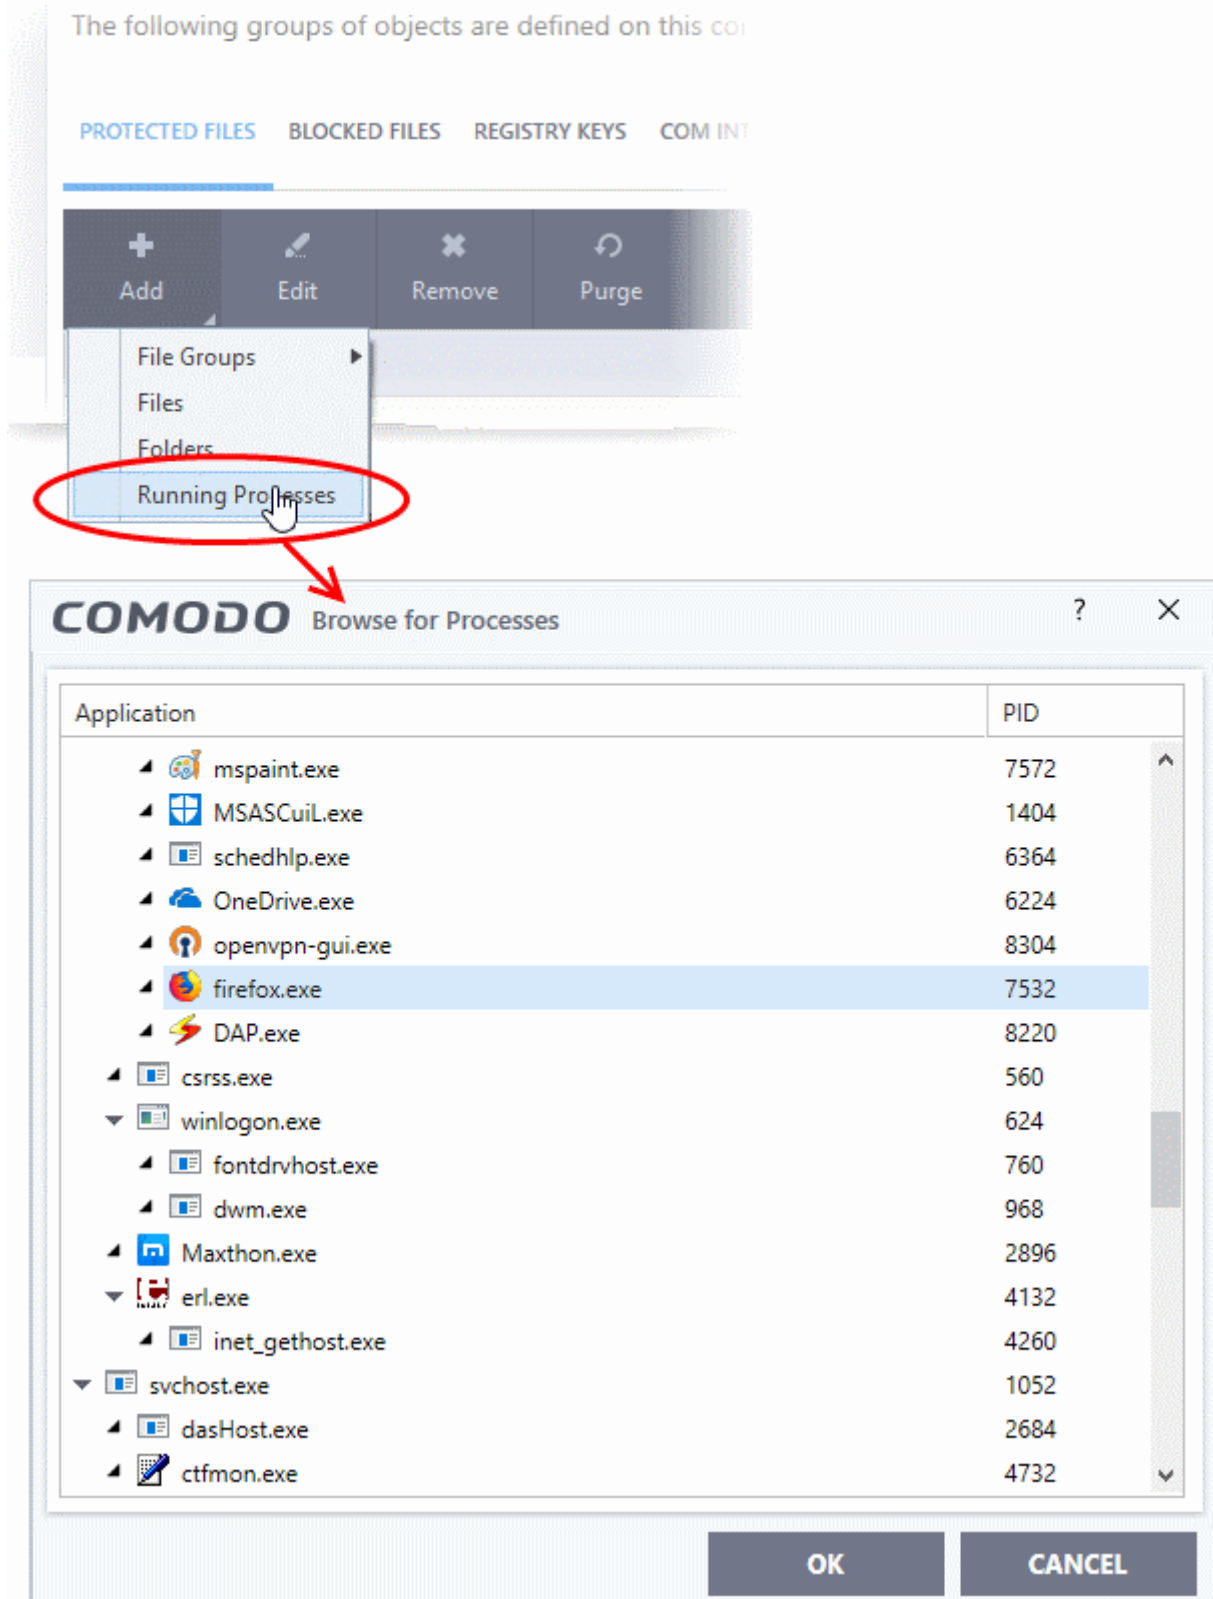 The following groups of objects are defined on this
PROTECTED FILES BLOCKED FILES REGISTRY KEYS COM INT
Add Edit Remove Purge
File Groups
Files
Folders
Running Processes
COMODO Browse for Processes ?
Application PID
mspaint.exe 7572
MSASCuiL.exe 1404
schedhlp.exe 6364
OneDrive.exe 6224
openvpn-gui.exe 8304
firefox.exe 7532
DAP.exe 8220
csrss.exe 560
winlogon.exe 624
fontdrvhost.exe 760
dwm.exe 968
Maxthon.exe 2896
erl.exe 4132
inet_gethost.exe 4260
svchost.exe 1052
dasHost.exe 2684
ctfmon.exe 4732
OK CANCEL